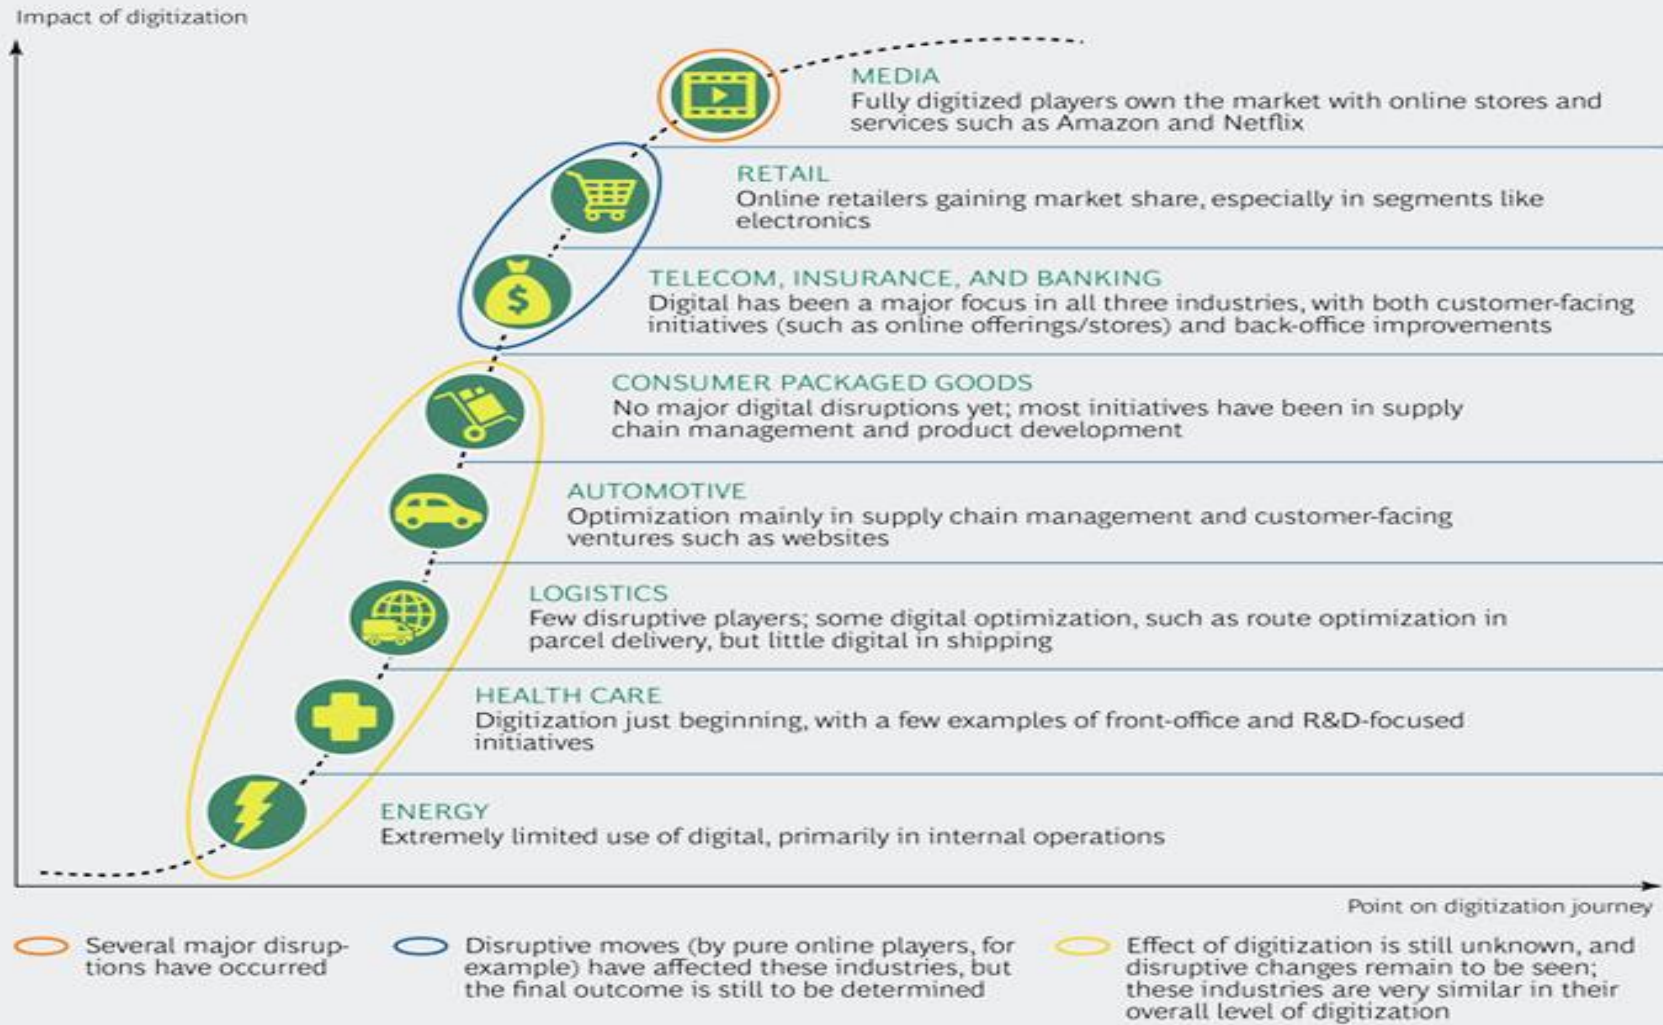 Impact of digitization
MEDIA
Fully digitized players own the market with online stores and
services such as Amazon and Netflix
RETAIL
Online retailers gaining market share, especially in segments like
electronics
$
TELECOM, INSURANCE, AND BANKING
Digital has been a major focus in all three industries, with both customer-facing
initiatives (such as online offerings/stores) and back-office improvements
CONSUMER PACKAGED GOODS
No major digital disruptions yet; most initiatives have been in supply
chain management and product development
AUTOMOTIVE
Optimization mainly in supply chain management and customer-facing
ventures such as websites
LOGISTICS
Few disruptive players; some digital optimization, such as route optimization in
parcel delivery, but little digital in shipping
HEALTH CARE
Digitization just beginning, with a few examples of front-office and R&D-focused
initiatives
ENERGY
Extremely limited use of digital, primarily in internal operations
Point on digitization journey
Several major disrup-
tions have occurred
Disruptive moves (by pure online players, for
example) have affected these industries, but
the final outcome is still to be determined
Effect of digitization is still unknown, and
disruptive changes remain to be seen;
these industries are very similar in their
overall level of digitization